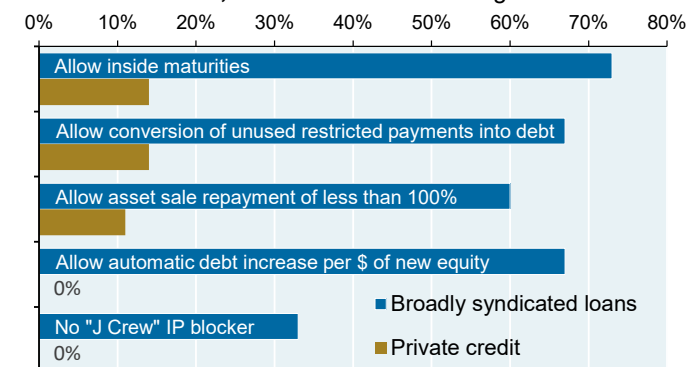 0% 10% 20% 30% 40% 50% 60% 70% 80%
Allow inside maturities
Allow conversion of unused restricted payments into debt
Allow asset sale repayment of less than 100%
Allow automatic debt increase per $ of new equity
0%
Broadly syndicated loans
No "J Crew" IP blocker
Private credit
0%